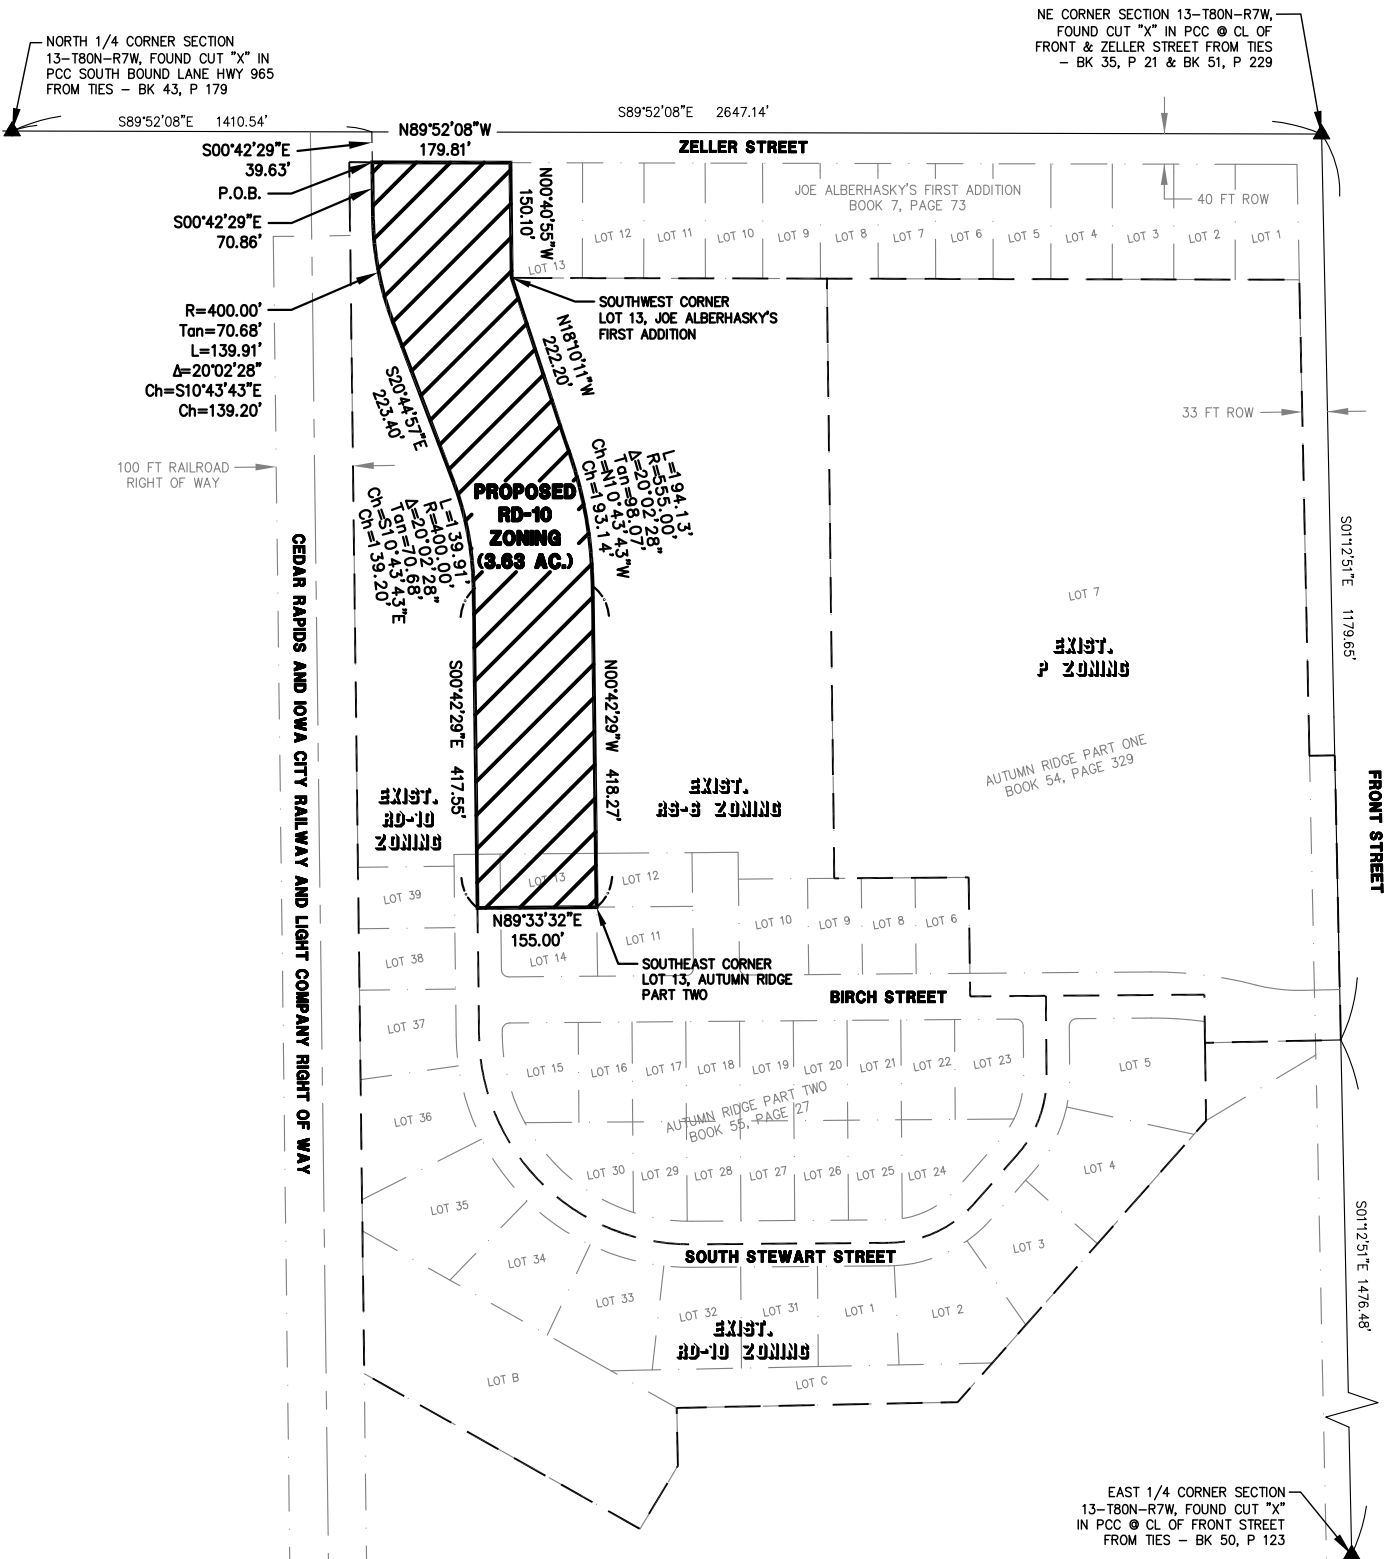 NORTH 1/4 CORNER SECTION
13-T80N-R7W, FOUND CUT "X" IN
PCC SOUTH BOUND LANE HWY 965
FROM TIES - BK 43, P 179
NE CORNER SECTION 13-T80N-R7W,
FOUND CUT "X" IN PCC @ CL OF
FRONT & ZELLER STREET FROM TIES
- BK 35, P 21 & BK 51, P 229
S89°52'08"E 1410.54'
S89°52'08"E 2647.14'
N89°52'08"W
179.81'
ZELLER STREET
S00°42'29"E
39.63'
P.O.B.
S00°42'29"E
70.86'
N00°40'55"W
150.10'
JOE ALBERHASKY'S FIRST ADDITION
BOOK 7, PAGE 73
40 FT ROW
LOT 13
LOT 12
LOT 11
LOT 10
LOT 9
LOT 8
LOT 7
LOT 6
LOT 5
LOT 4
LOT 3
LOT 2
LOT 1
R=400.00'
Tan=70.68'
L=139.91'
Δ=20°02'28"
Ch=S10°43'43"E
Ch=139.20'
SOUTHWEST CORNER
LOT 13, JOE ALBERHASKY'S
FIRST ADDITION
N18°10'11"W
222.20'
S20°44'57"E
223.40'
33 FT ROW
100 FT RAILROAD
RIGHT OF WAY
L=194.13'
R=555.00'
Δ=20°02'28"
Tan=98.07'
Ch=N10°43'43"W
Ch=193.14'
PROPOSED
RD-10
ZONING
(3.63 AC.)
L=139.91'
R=400.00'
Δ=20°02'28"
Tan=70.68'
Ch=S10°43'43"E
Ch=139.20'
S01°12'51"E 1179.65'
CEDAR RAPIDS AND IOWA CITY RAILWAY AND LIGHT COMPANY RIGHT OF WAY
LOT 7
EXIST.
P ZONING
S00°42'29"E 417.55'
N00°42'29"W 418.27'
AUTUMN RIDGE PART ONE
BOOK 54, PAGE 329
EXIST.
RD-10
ZONING
EXIST.
RS-6 ZONING
FRONT STREET
LOT 39
LOT 13
LOT 12
LOT 10
LOT 9
LOT 8
LOT 6
N89°33'32"E
155.00'
LOT 11
LOT 38
LOT 14
SOUTHEAST CORNER
LOT 13, AUTUMN RIDGE
PART TWO
BIRCH STREET
LOT 37
LOT 15
LOT 16
LOT 17
LOT 18
LOT 19
LOT 20
LOT 21
LOT 22
LOT 23
LOT 5
AUTUMN RIDGE PART TWO
BOOK 55, PAGE 27
LOT 36
LOT 30
LOT 29
LOT 28
LOT 27
LOT 26
LOT 25
LOT 24
LOT 4
LOT 35
LOT 34
SOUTH STEWART STREET
LOT 3
S01°12'51"E 1476.48'
LOT 33
LOT 32
LOT 31
LOT 1
LOT 2
EXIST.
RD-10 ZONING
LOT B
LOT C
EAST 1/4 CORNER SECTION
13-T80N-R7W, FOUND CUT "X"
IN PCC @ CL OF FRONT STREET
FROM TIES - BK 50, P 123